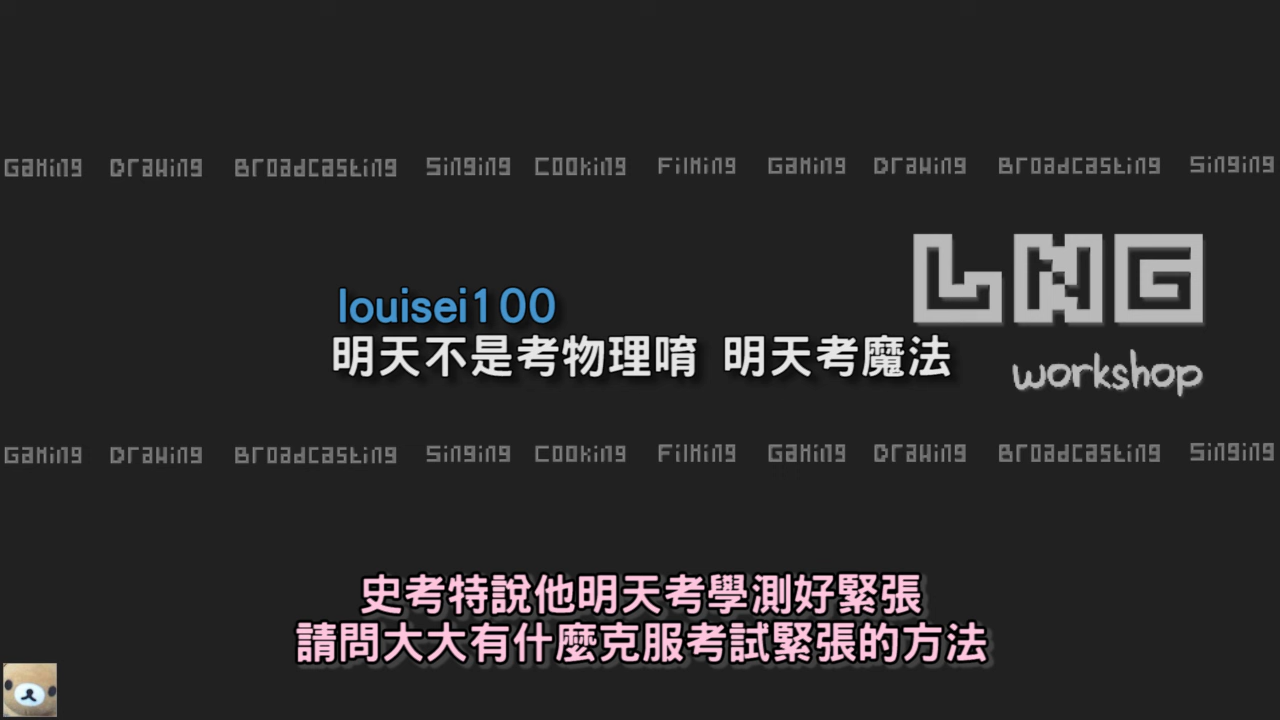 Gaming Drawing Broadcasting Singing Cooking Filming Gaming Drawing Broadcasting Singing
LNG
workshop
louisei100
明天不是考物理唷 明天考魔法
Gaming Drawing Broadcasting Singing Cooking Filming Gaming Drawing Broadcasting Singing
史考特說他明天考學測好緊張
請問大大有什麼克服考試緊張的方法